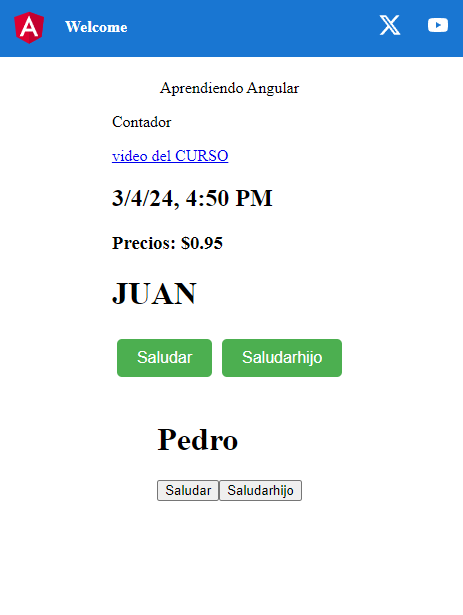 Welcome
Aprendiendo Angular
Contador
video del CURSO
3/4/24, 4:50 PM
Precios: $0.95
JUAN
Saludar Saludarhijo
Pedro
Saludar Saludarhijo